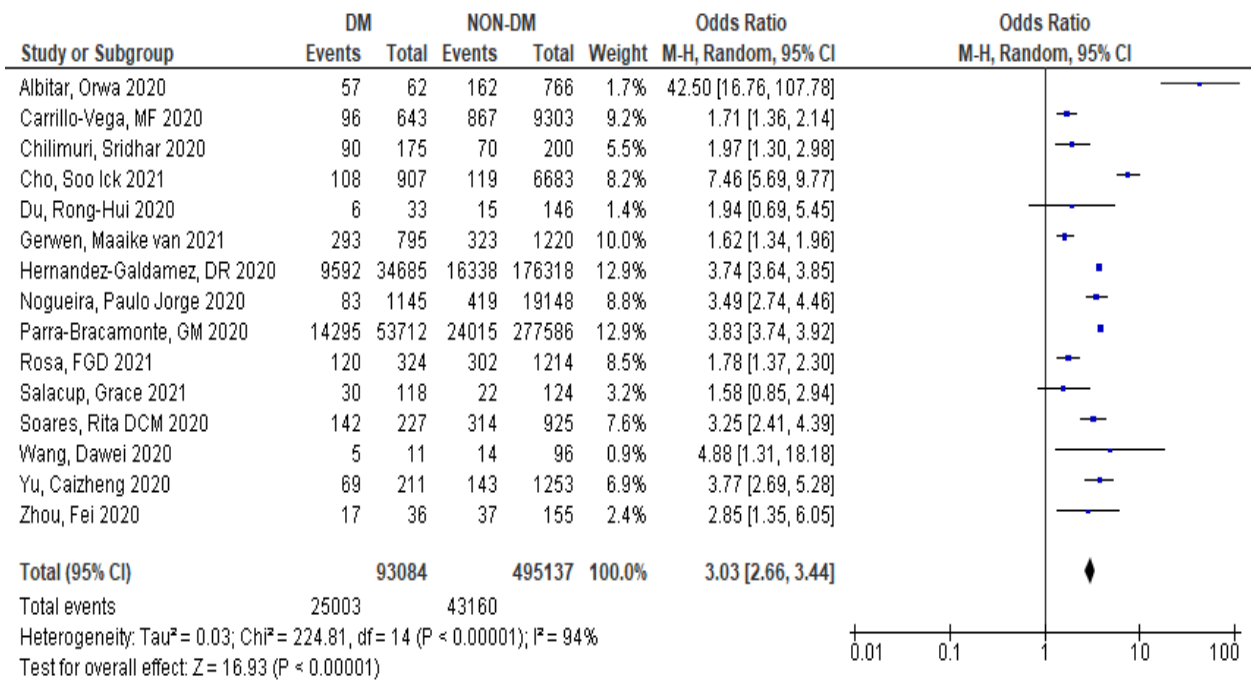 DM NON-DM Odds Ratio Odds Ratio
Study or Subgroup Events Total Events Total Weight M-H, Random, 95% CI M-H, Random, 95% CI
Albitar, Orwa 2020 57 62 162 766 1.7% 42.50 [16.76, 107.78]
Carrillo-Vega, MF 2020 96 643 867 9303 9.2% 1.71 [1.36, 2.14]
Chilimuri, Sridhar 2020 90 175 70 200 5.5% 1.97 [1.30, 2.98]
Cho, Soo Ick 2021 108 907 119 6683 8.2% 7.46 [5.69, 9.77]
Du, Rong-Hui 2020 6 33 15 146 1.4% 1.94 [0.69, 5.45]
Gerwen, Maaike van 2021 293 795 323 1220 10.0% 1.62 [1.34, 1.96]
Hernandez-Galdamez, DR 2020 9592 34685 16338 176318 12.9% 3.74 [3.64, 3.85]
Nogueira, Paulo Jorge 2020 83 1145 419 19148 8.8% 3.49 [2.74, 4.46]
Parra-Bracamonte, GM 2020 14295 53712 24015 277586 12.9% 3.83 [3.74, 3.92]
Rosa, FGD 2021 120 324 302 1214 8.5% 1.78 [1.37, 2.30]
Salacup, Grace 2021 30 118 22 124 3.2% 1.58 [0.85, 2.94]
Soares, Rita DCM 2020 142 227 314 925 7.6% 3.25 [2.41, 4.39]
Wang, Dawei 2020 5 11 14 96 0.9% 4.88 [1.31, 18.18]
Yu, Caizheng 2020 69 211 143 1253 6.9% 3.77 [2.69, 5.28]
Zhou, Fei 2020 17 36 37 155 2.4% 2.85 [1.35, 6.05]
Total (95% CI) 93084 495137 100.0% 3.03 [2.66, 3.44]
Total events 25003 43160
Heterogeneity: Tau² = 0.03; Chi² = 224.81, df = 14 (P < 0.00001); I² = 94%
Test for overall effect: Z = 16.93 (P < 0.00001)
0.01 0.1 1 10 100